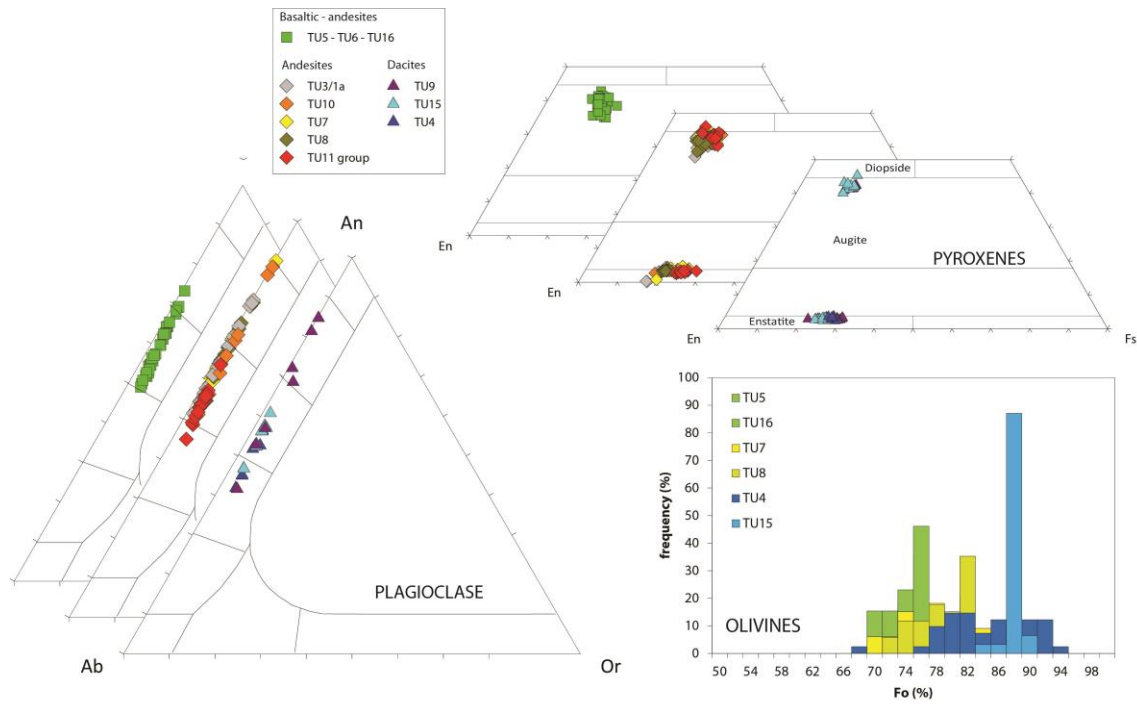 Basaltic - andesites
TU5 - TU6 - TU16
Andesites
TU3/1a
TU10
TU7
TU8
TU11 group
Dacites
TU9
TU15
TU4
An
Ab
Or
PLAGIOCLASE
En
En
En
Fs
Diopside
Augite
PYROXENES
Enstatite
100
90
80
70
60
50
40
30
20
10
0
frequency (%)
TU5
TU16
TU7
TU8
TU4
TU15
OLIVINES
50 52 54 58 62 66 70 74 78 82 86 90 94 98
Fo (%)